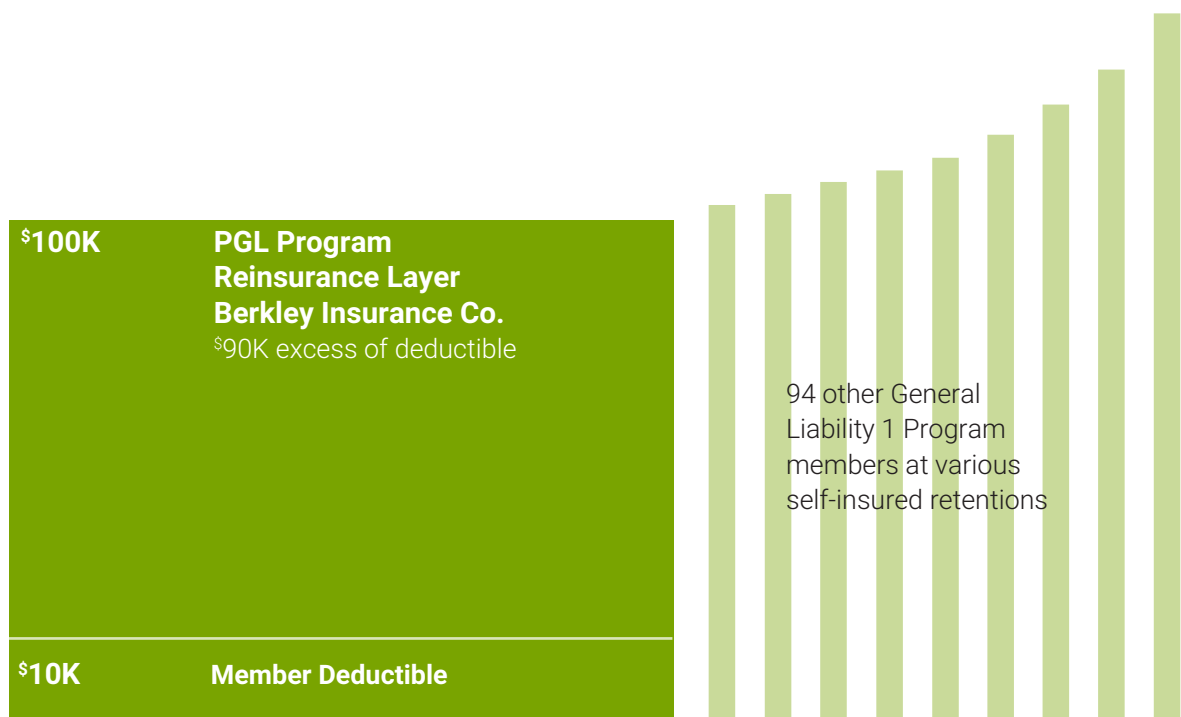 $100K
PGL Program
Reinsurance Layer
Berkley Insurance Co.
$90K excess of deductible
94 other General
Liability 1 Program
members at various
self-insured retentions
$10K
Member Deductible